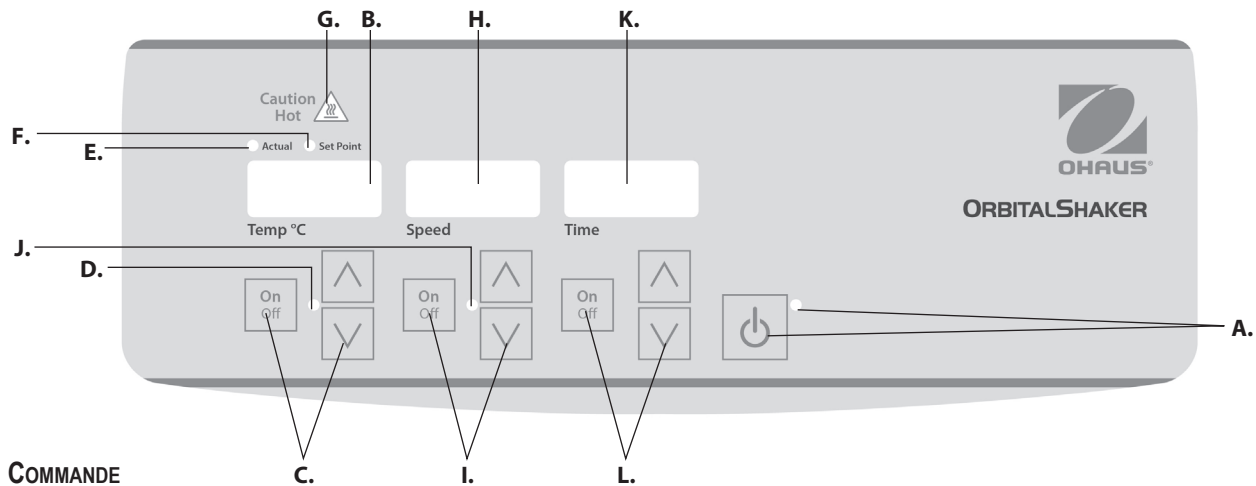 G. B. H. K.
Caution
Hot
F.
E. Actual Set Point
OHAUS®
ORBITALSHAKER
Temp °C Speed Time
J.
D.
On
Off
On
Off
On
Off
A.
COMMANDE C. I. L.